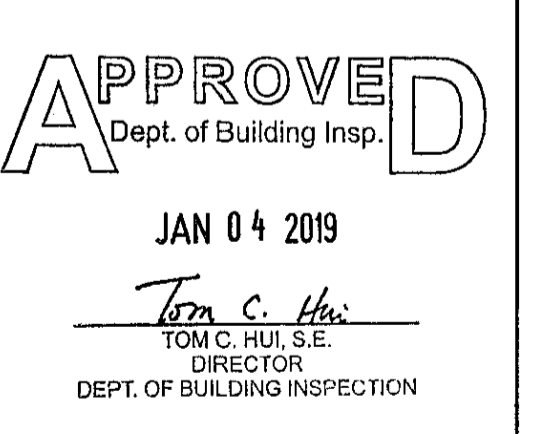 APPROVED
Dept. of Building Insp.
JAN 04 2019
Tom C. Hui
TOM C. HUI, S.E.
DIRECTOR
DEPT. OF BUILDING INSPECTION